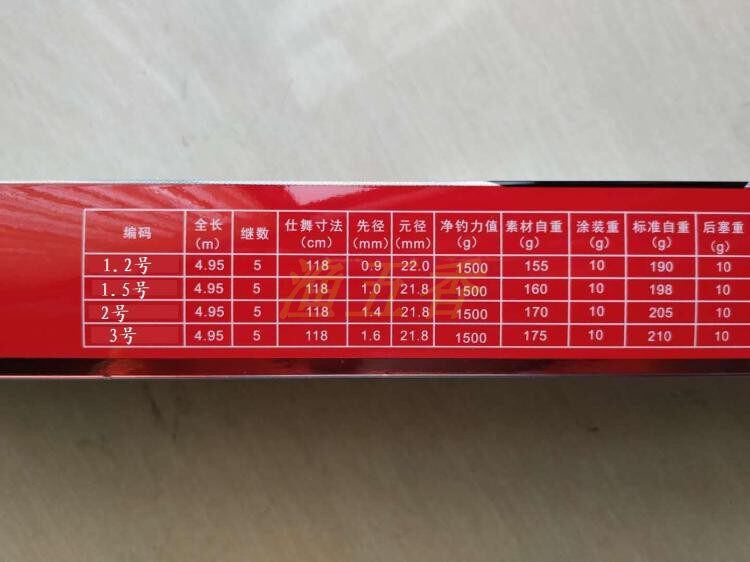 编码 全长(m) 继数 仕舞寸法(cm) 先径(mm) 元径(mm) 净钓力值(g) 素材自重(g) 涂装重(g) 标准自重(g) 后塞重(g)
1.2号 4.95 5 118 0.9 22.0 1500 155 10 190 10
1.5号 4.95 5 118 1.0 21.8 1500 160 10 198 10
2号 4.95 5 118 1.4 21.8 1500 170 10 205 10
3号 4.95 5 118 1.6 21.8 1500 175 10 210 10
渔五香